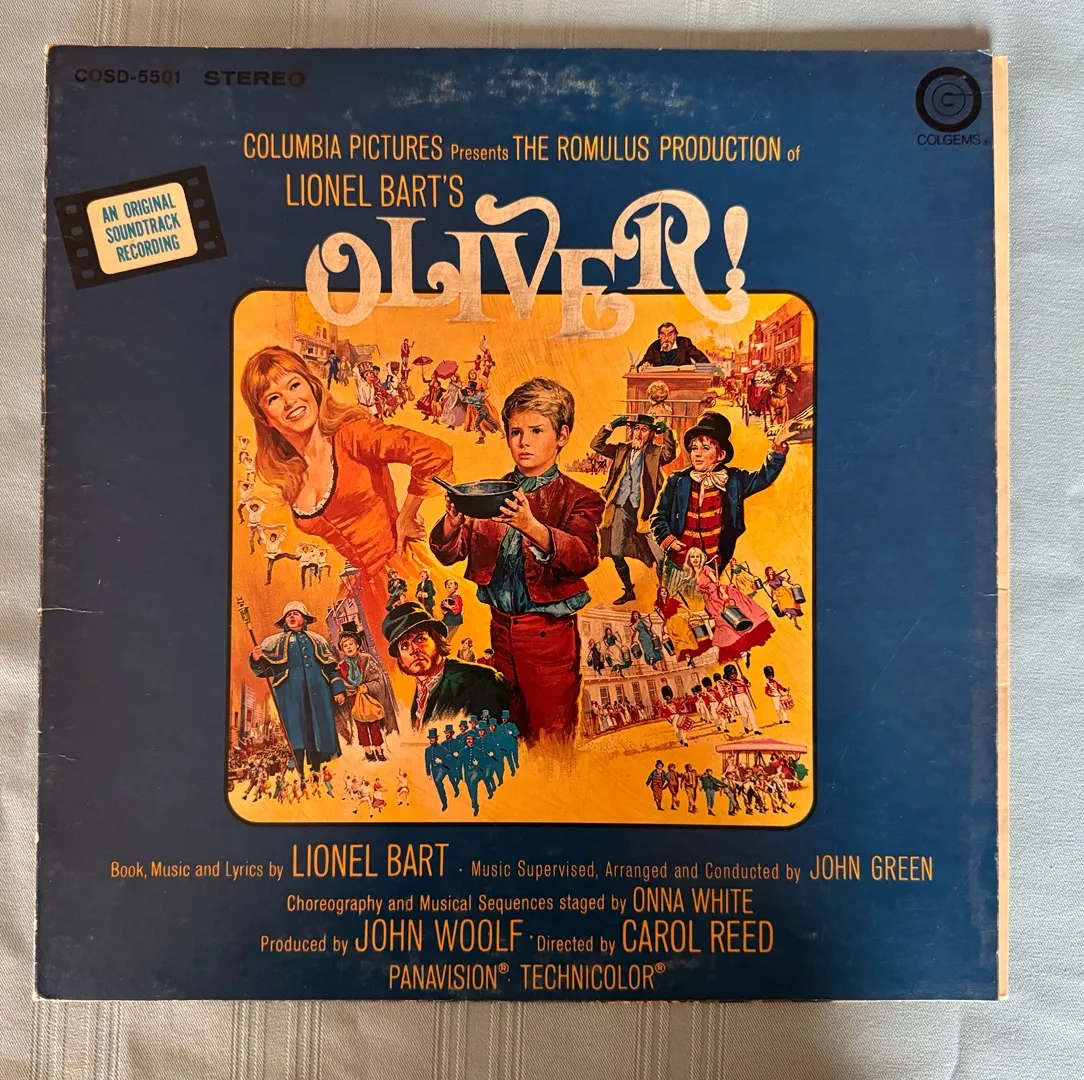 COSD-5501 STEREO
COLGEMS®
COLUMBIA PICTURES Presents THE ROMULUS PRODUCTION of
LIONEL BART'S
OLIVER!
AN ORIGINAL
SOUNDTRACK
RECORDING
Book, Music and Lyrics by LIONEL BART · Music Supervised, Arranged and Conducted by JOHN GREEN
Choreography and Musical Sequences staged by ONNA WHITE
Produced by JOHN WOOLF · Directed by CAROL REED
PANAVISION® TECHNICOLOR®